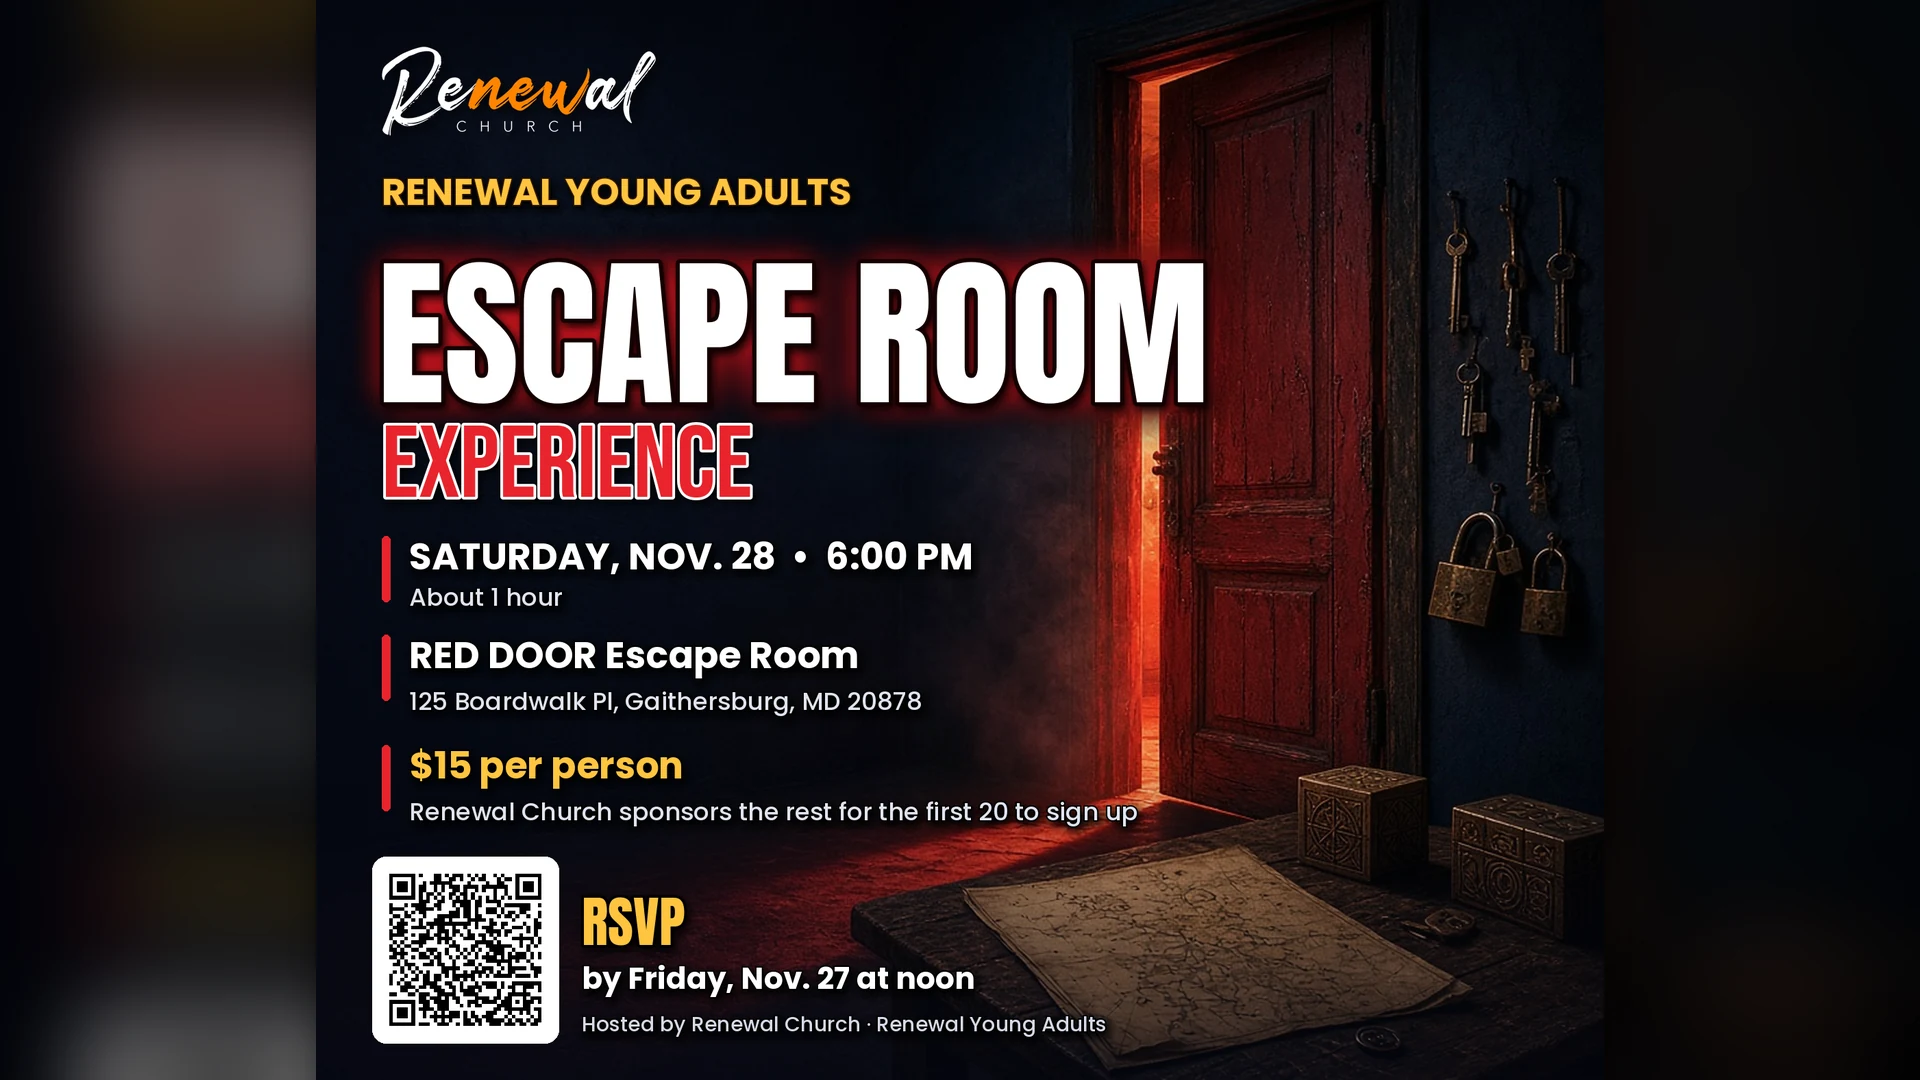 Renewal
CHURCH
RENEWAL YOUNG ADULTS
ESCAPE ROOM
EXPERIENCE
SATURDAY, NOV. 28 • 6:00 PM
About 1 hour
RED DOOR Escape Room
125 Boardwalk Pl, Gaithersburg, MD 20878
$15 per person
Renewal Church sponsors the rest for the first 20 to sign up
RSVP
by Friday, Nov. 27 at noon
Hosted by Renewal Church · Renewal Young Adults